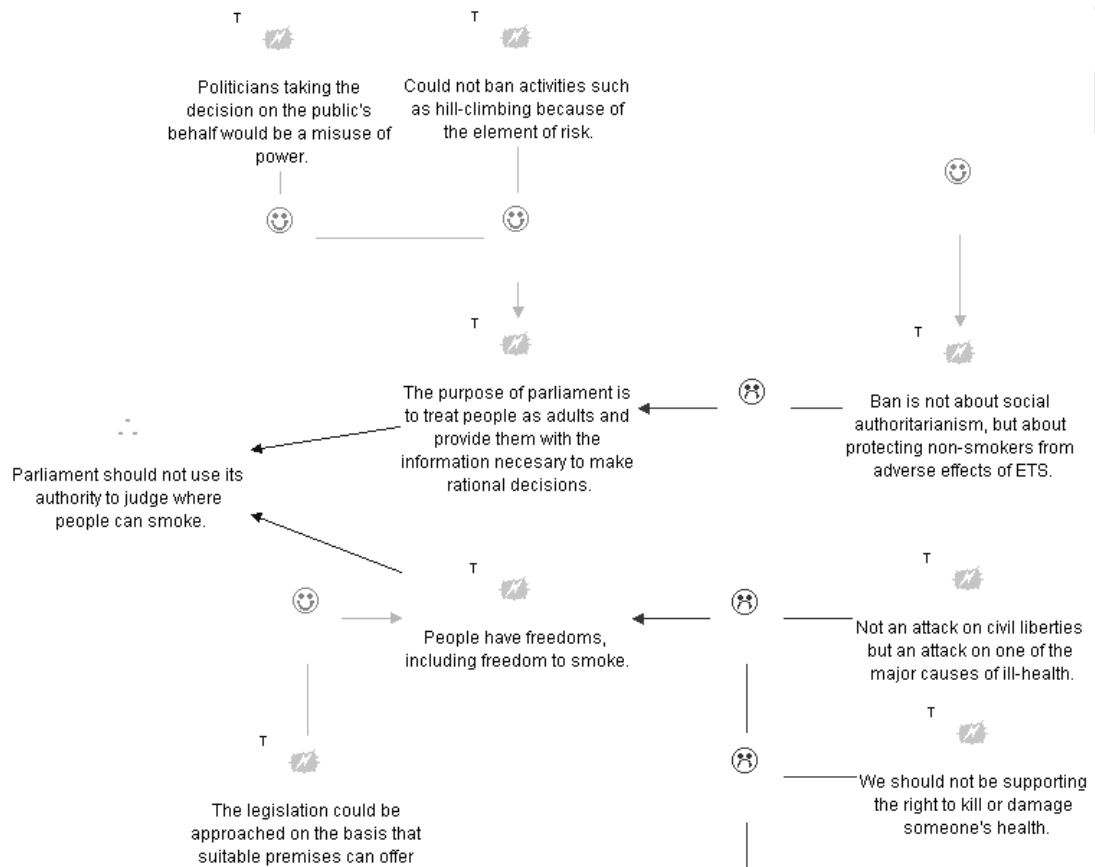 T
Politicians taking the
decision on the public's
behalf would be a misuse of
power.
T
Could not ban activities such
as hill-climbing because of
the element of risk.
T
The purpose of parliament is
to treat people as adults and
provide them with the
information necesary to make
rational decisions.
T
Ban is not about social
authoritarianism, but about
protecting non-smokers from
adverse effects of ETS.
Parliament should not use its
authority to judge where
people can smoke.
T
People have freedoms,
including freedom to smoke.
T
Not an attack on civil liberties
but an attack on one of the
major causes of ill-health.
T
We should not be supporting
the right to kill or damage
someone's health.
T
The legislation could be
approached on the basis that
suitable premises can offer